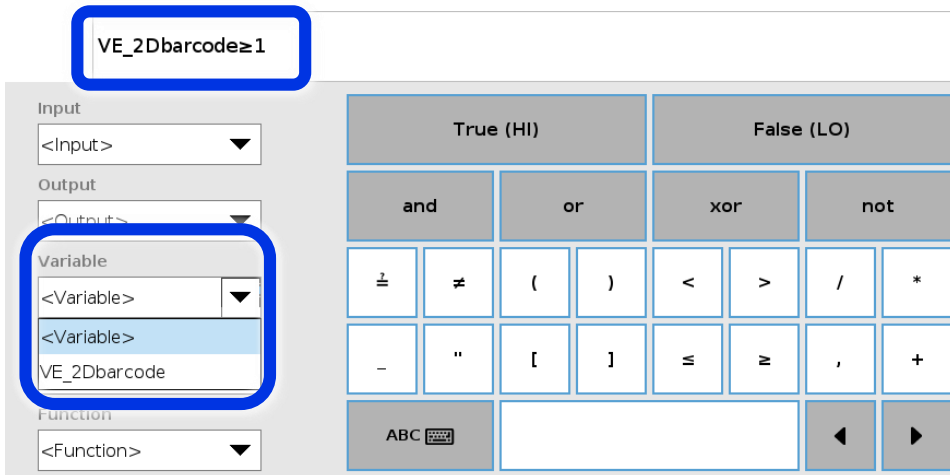 VE_2Dbarcode≥1
Input
<Input>
Output
<Output>
Variable
<Variable>
<Variable>
VE_2Dbarcode
Function
<Function>
True (HI) False (LO)
and or xor not
≟ ≠ ( ) < > / *
_ " [ ] ≤ ≥ , +
ABC